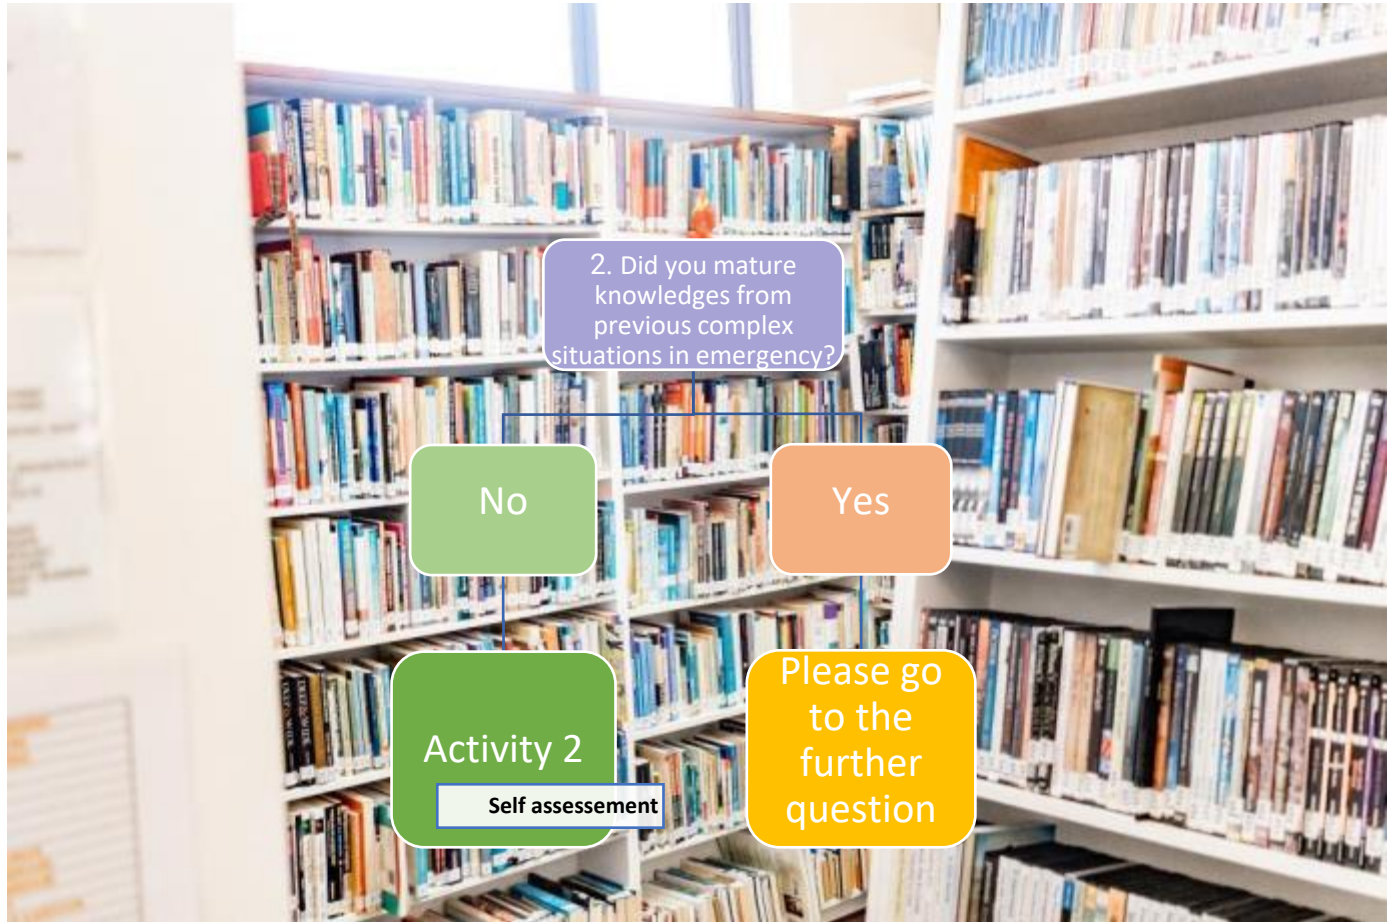 2. Did you mature
knowledges from
previous complex
situations in emergency?
No
Yes
Activity 2
Self assessement
Please go
to the
further
question